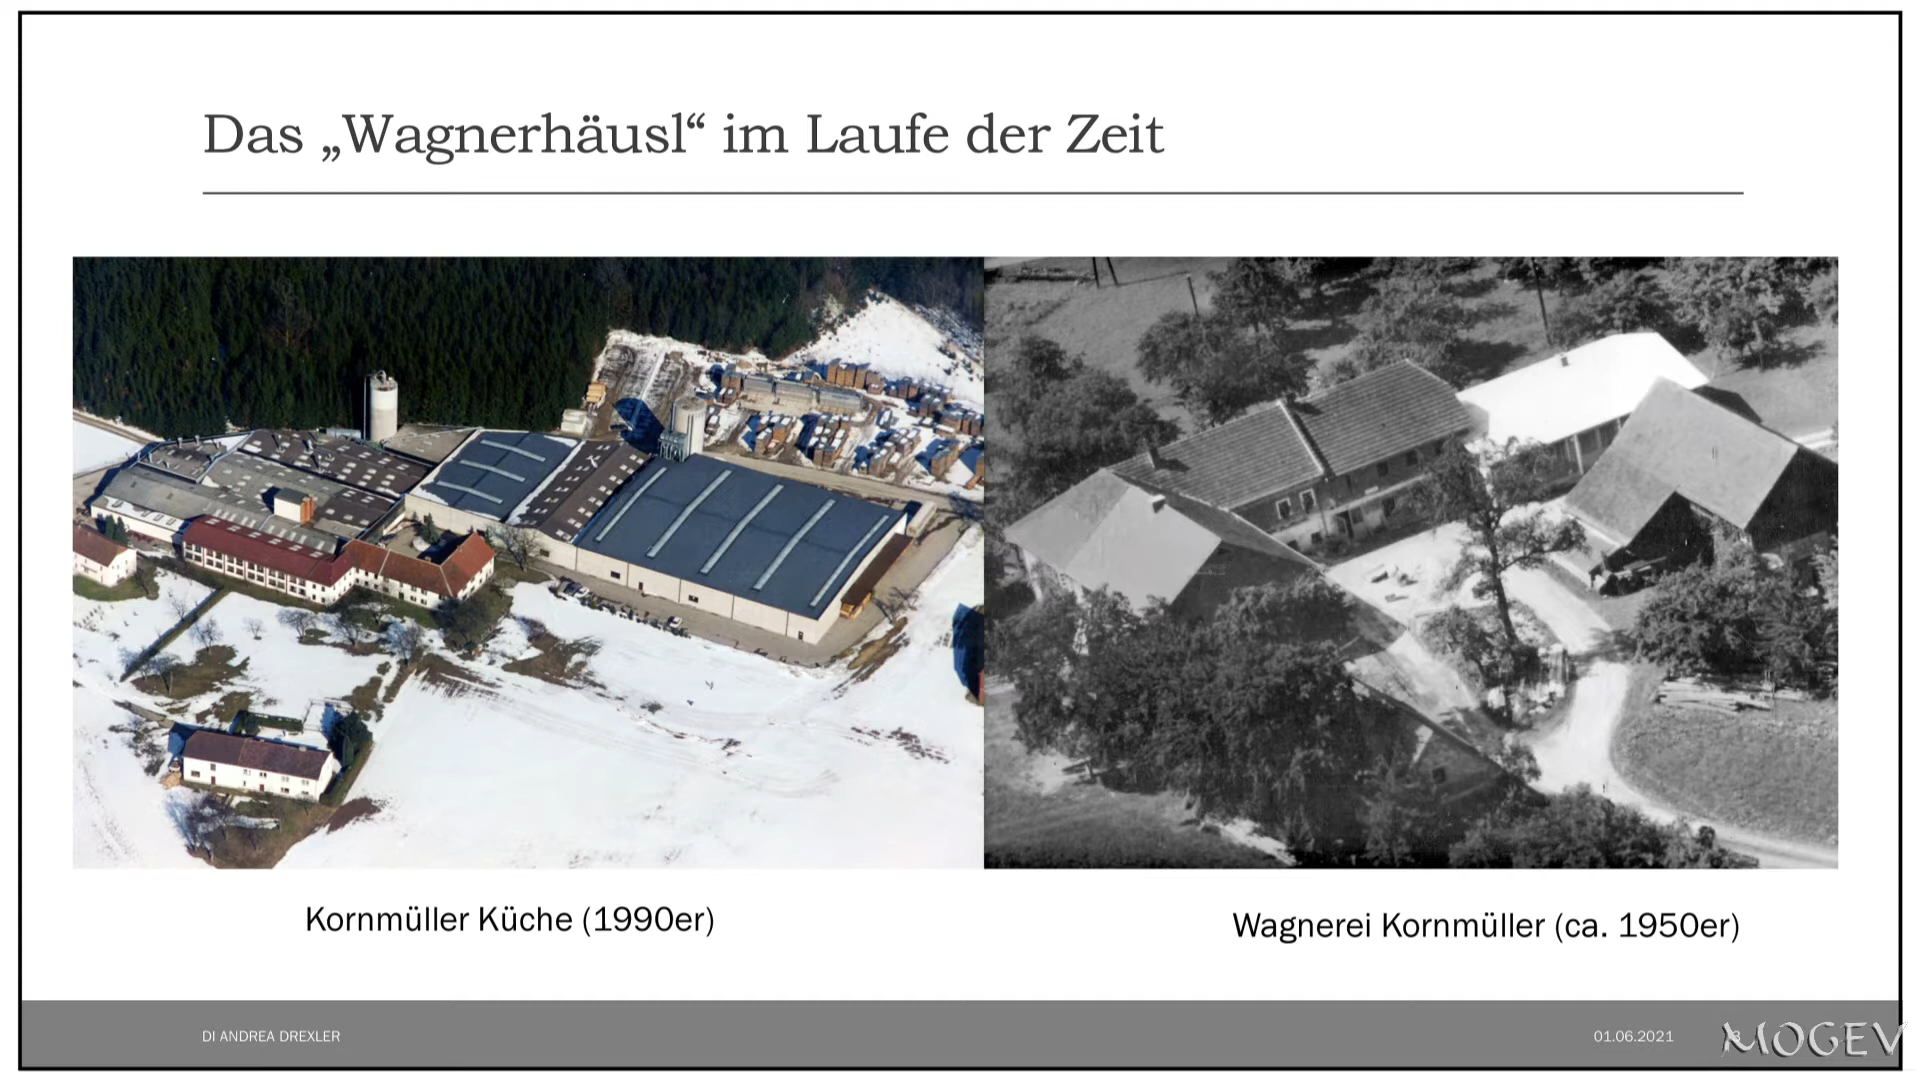 Das „Wagnerhäusl“ im Laufe der Zeit
Kornmüller Küche (1990er)
Wagnerei Kornmüller (ca. 1950er)
DI ANDREA DREXLER
01.06.2021
MOGEV